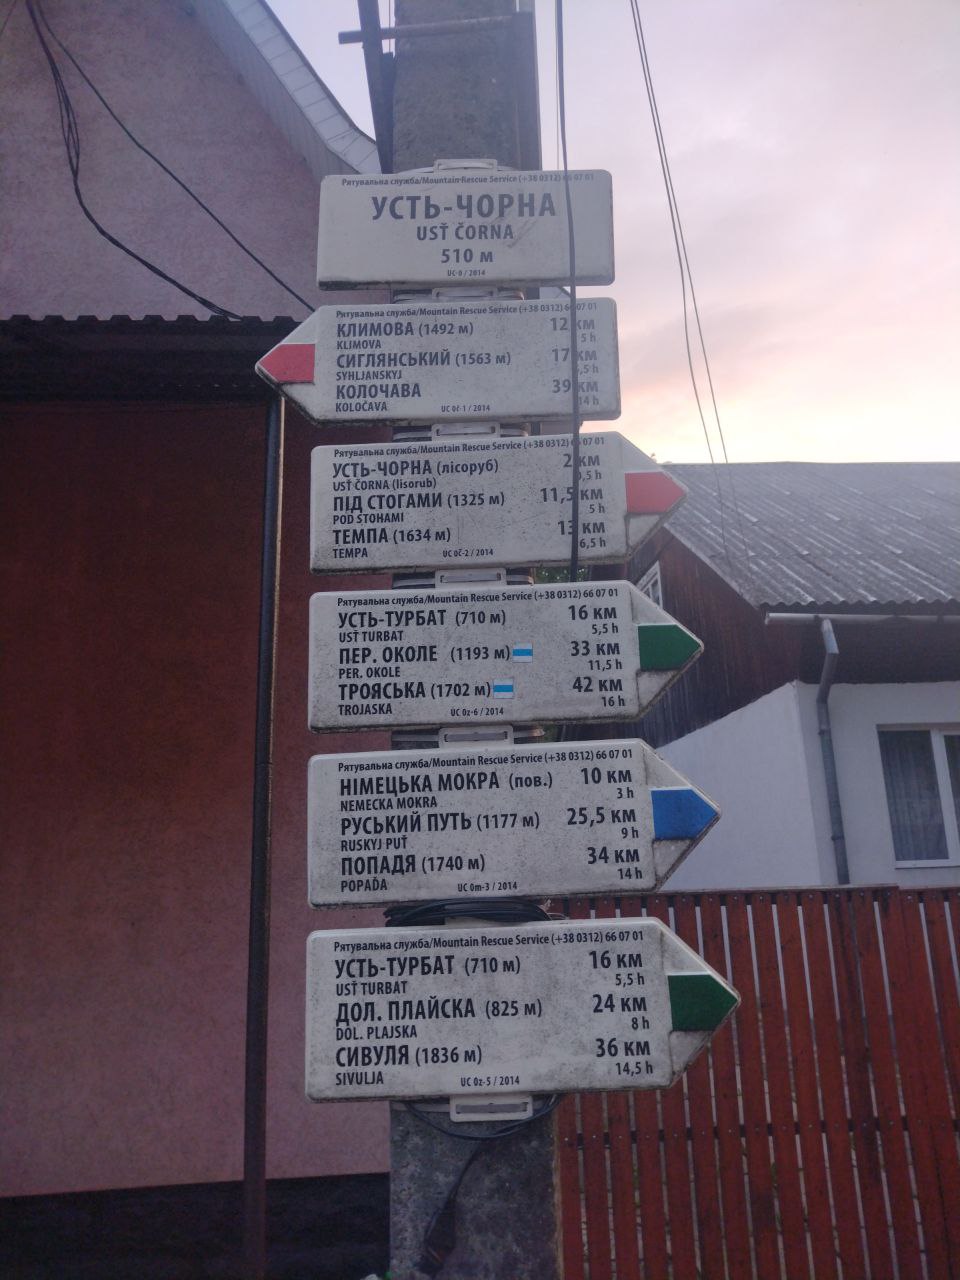 Рятувальна служба/Mountain Rescue Service (+38 0312) 66 07 01
УСТЬ-ЧОРНА
USŤ ČORNA
510 м
UC-0 / 2014
Рятувальна служба/Mountain Rescue Service (+38 0312) 66 07 01
КЛИМОВА (1492 м) 12 км
KLIMOVA 5 h
СИГЛЯНСЬКИЙ (1563 м) 17 км
SYHLJANSKYJ ,5 h
КОЛОЧАВА 39 км
KOLOČAVA 14 h
UC 0č-1 / 2014
Рятувальна служба/Mountain Rescue Service (+38 0312) 66 07 01
УСТЬ-ЧОРНА (лісоруб) 2 км
USŤ ČORNA (lisorub) 0,5 h
ПІД СТОГАМИ (1325 м) 11,5 км
POD STOHAMI 5 h
ТЕМПА (1634 м) 13 км
TEMPA 6,5 h
UC 0č-2 / 2014
Рятувальна служба/Mountain Rescue Service (+38 0312) 66 07 01
УСТЬ-ТУРБАТ (710 м) 16 км
USŤ TURBAT 5,5 h
ПЕР. ОКОЛЕ (1193 м) 33 км
PER. OKOLE 11,5 h
ТРОЯСЬКА (1702 м) 42 км
TROJASKA 16 h
UC 0z-6 / 2014
Рятувальна служба/Mountain Rescue Service (+38 0312) 66 07 01
НІМЕЦЬКА МОКРА (пов.) 10 км
NEMECKA MOKRA 3 h
РУСЬКИЙ ПУТЬ (1177 м) 25,5 км
RUSKYJ PUŤ 9 h
ПОПАДЯ (1740 м) 34 км
POPAĎA 14 h
UC 0m-3 / 2014
Рятувальна служба/Mountain Rescue Service (+38 0312) 66 07 01
УСТЬ-ТУРБАТ (710 м) 16 км
USŤ TURBAT 5,5 h
ДОЛ. ПЛАЙСКА (825 м) 24 км
DOL. PLAJSKA 8 h
СИВУЛЯ (1836 м) 36 км
SIVULJA 14,5 h
UC 0z-5 / 2014